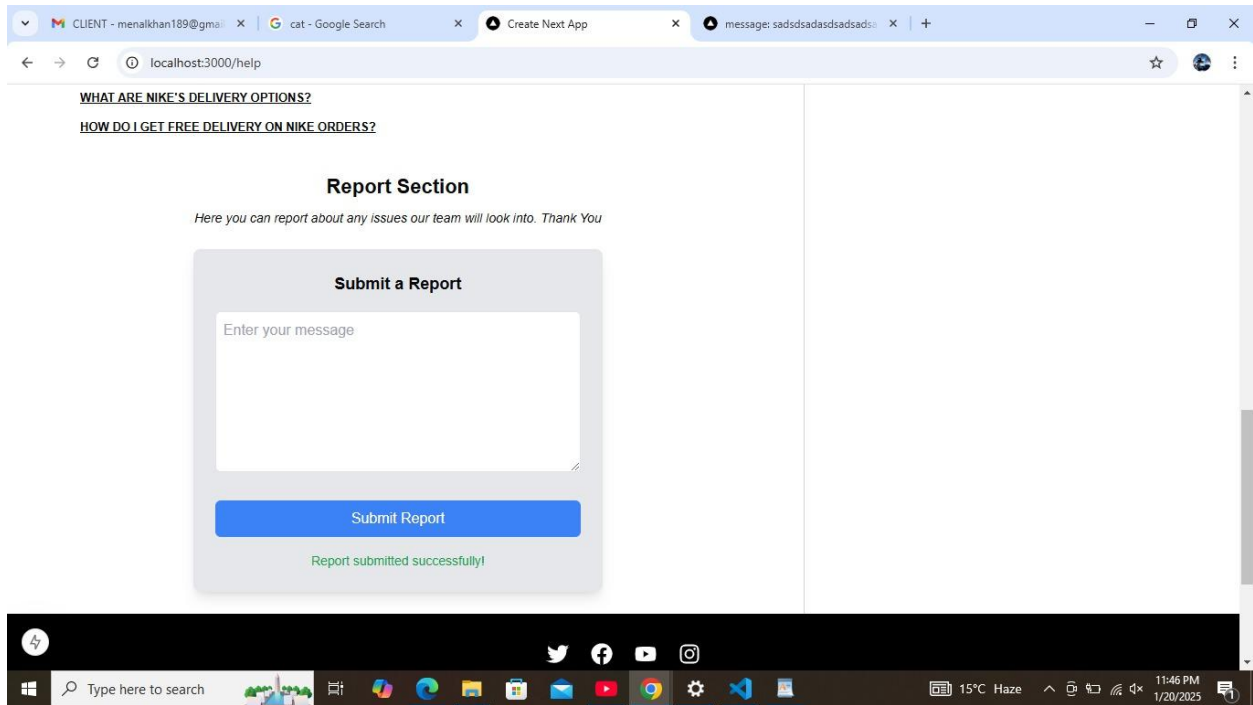 CLIENT - menalkhan189@gmai
cat - Google Search
Create Next App
message: sadsdsadasdsadsadsa
localhost:3000/help
WHAT ARE NIKE'S DELIVERY OPTIONS?
HOW DO I GET FREE DELIVERY ON NIKE ORDERS?
Report Section
Here you can report about any issues our team will look into. Thank You
Submit a Report
Enter your message
Submit Report
Report submitted successfully!
Type here to search
15°C Haze
11:46 PM
1/20/2025
1